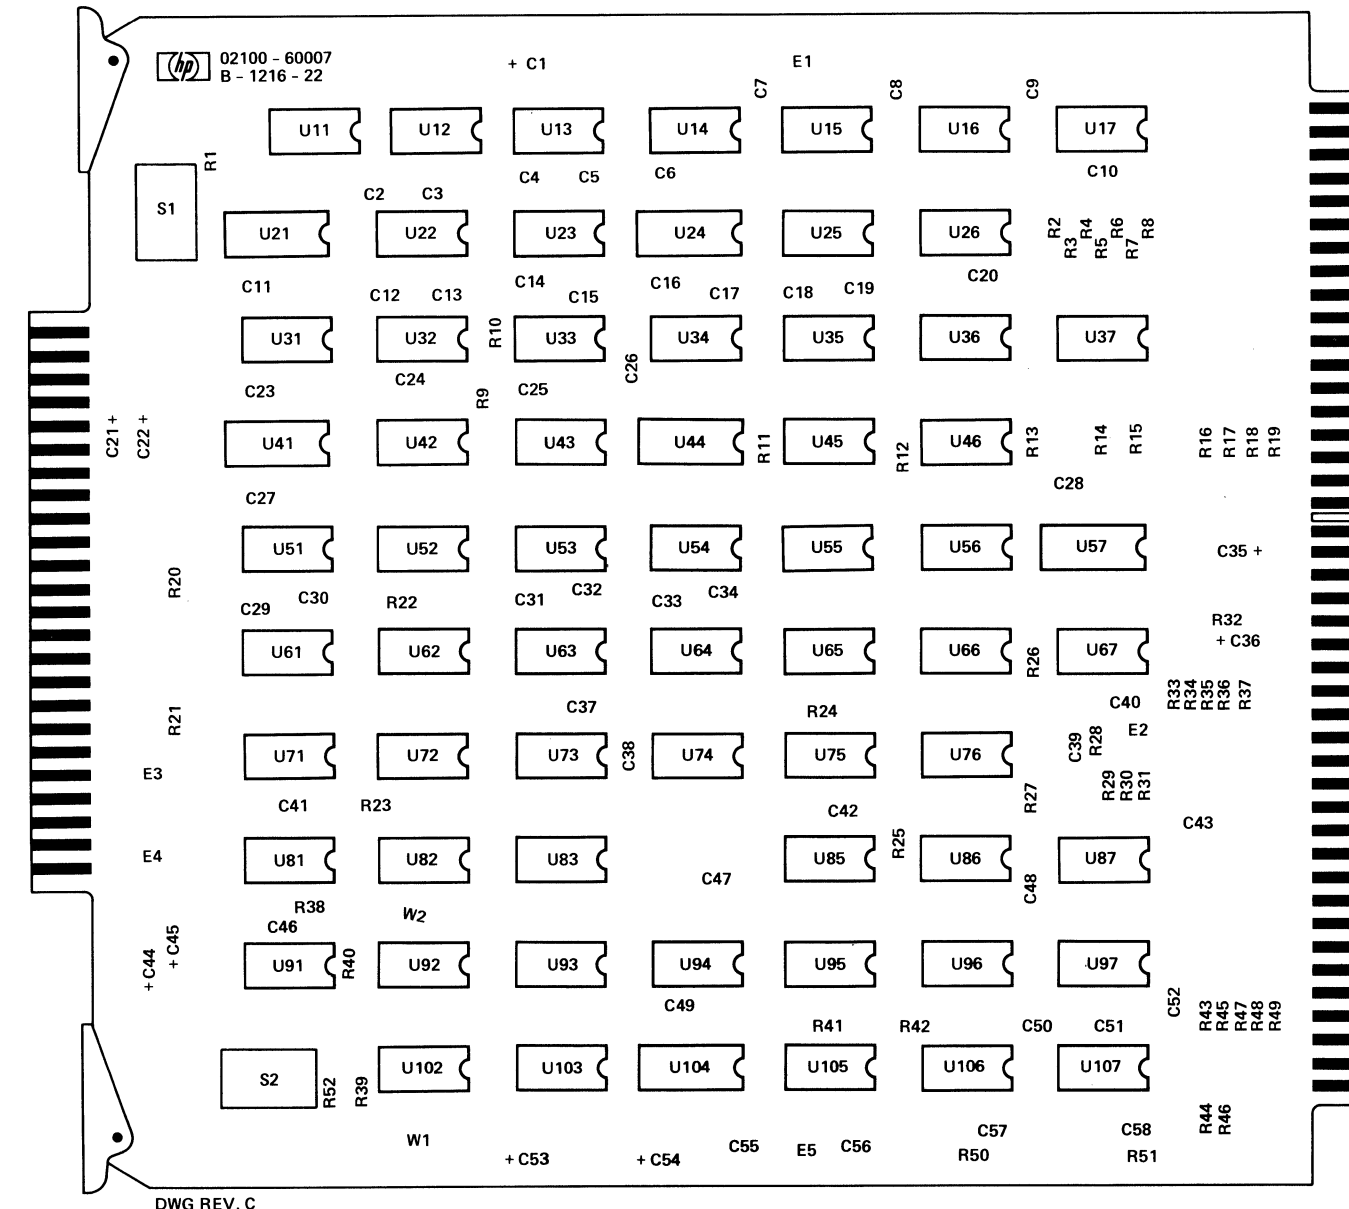 hp 02100 - 60007
B - 1216 - 22
+ C1
E1
C7
C8
C9
U11 U12 U13 U14 U15 U16 U17
R1
C4 C5 C6 C10
C2 C3
S1
U21 U22 U23 U24 U25 U26
R2 R3 R4 R5 R6 R7 R8
C11 C12 C13 C14 C15 C16 C17 C18 C19 C20
U31 U32 R10 U33 U34 U35 U36 U37
C23 C24 R9 C25 C26
C21 + C22 +
U41 U42 U43 U44 R11 U45 R12 U46 R13 R14 R15 R16 R17 R18 R19
C27 C28
U51 U52 U53 U54 U55 U56 U57 C35 +
R20
C29 C30 R22 C31 C32 C33 C34
R32
+ C36
U61 U62 U63 U64 U65 U66 R26 U67
R33 R34 R35 R36 R37
R21 C37 R24 C40
E2
U71 U72 U73 C38 U74 U75 U76 C39 R28
E3
R27 R29 R30 R31
C41 R23 C42 C43
E4 U81 U82 U83 U85 R25 U86 U87
C47 C48
R38 W2
C46
+ C44 + C45
U91 R40 U92 U93 U94 U95 U96 U97
C49 C52
R41 R42 C50 C51 R43 R45 R47 R48 R49
S2 R52 R39 U102 U103 U104 U105 U106 U107
R44 R46
W1 + C53 + C54 C55 E5 C56 C57 C58
R50 R51
DWG REV. C